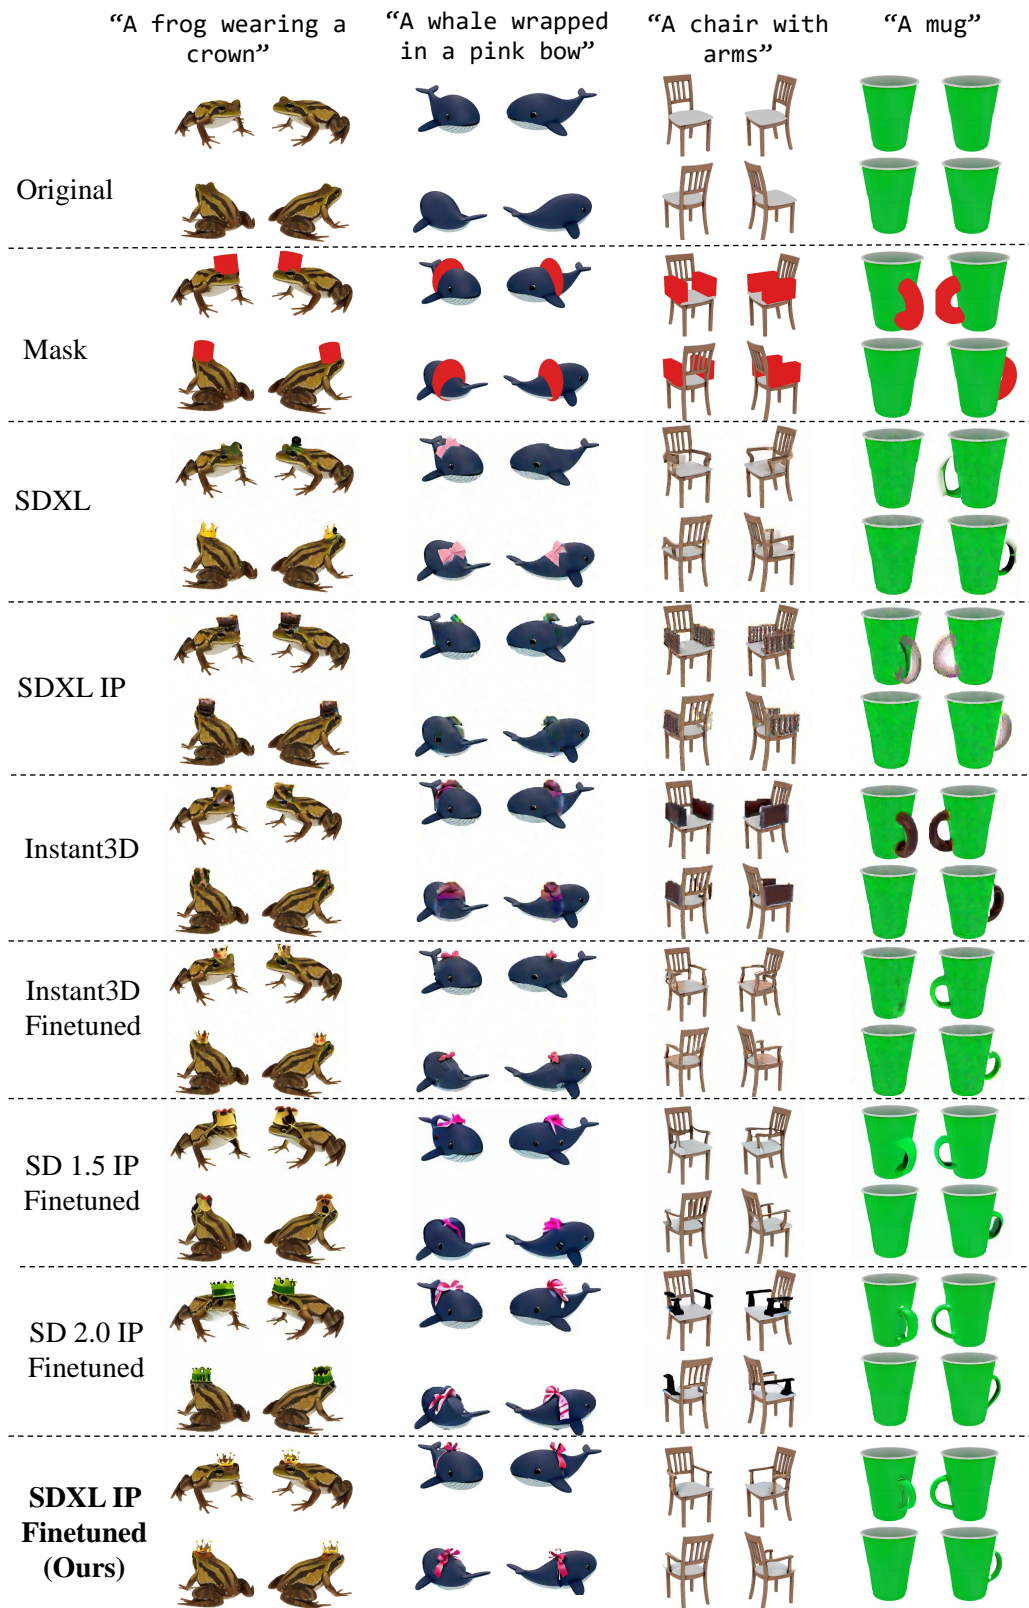 “A frog wearing a
crown”
“A whale wrapped
in a pink bow”
“A chair with
arms”
“A mug”
Original
Mask
SDXL
SDXL IP
Instant3D
Instant3D
Finetuned
SD 1.5 IP
Finetuned
SD 2.0 IP
Finetuned
SDXL IP
Finetuned
(Ours)